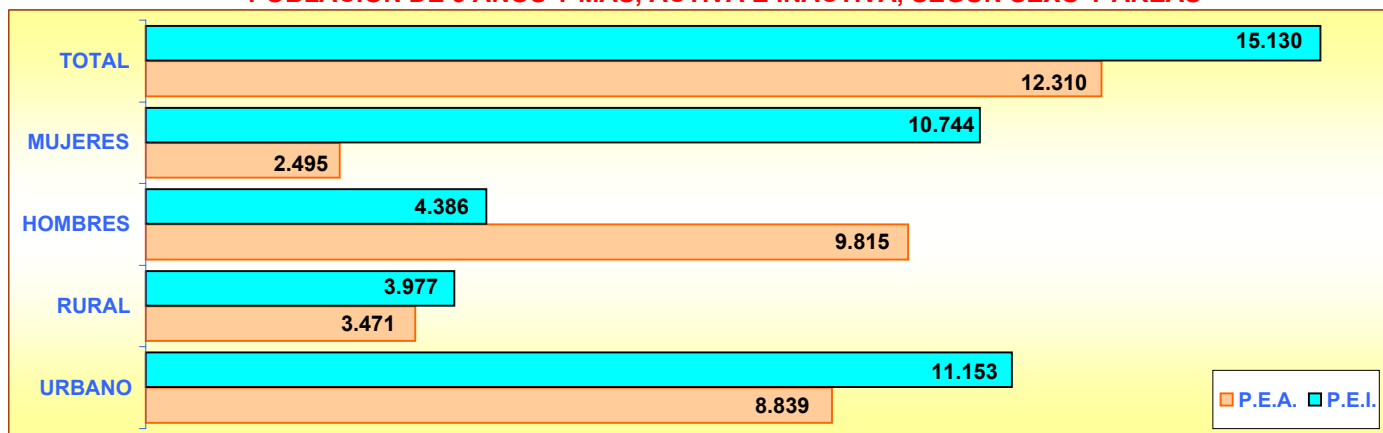 TOTAL
15.130
12.310
MUJERES
10.744
2.495
HOMBRES
4.386
9.815
RURAL
3.977
3.471
URBANO
11.153
8.839
P.E.A. P.E.I.